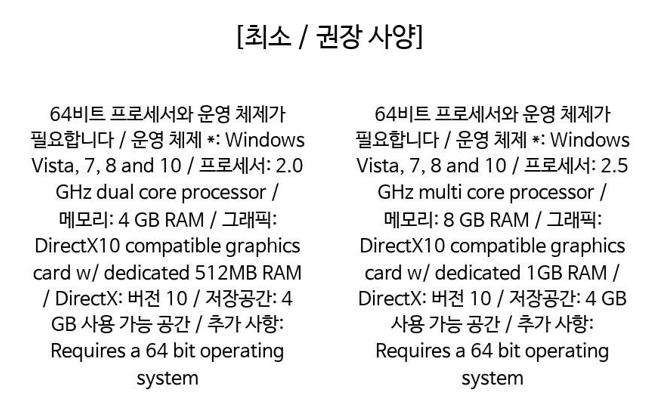 [최소 / 권장 사양]
64비트 프로세서와 운영 체제가
필요합니다 / 운영 체제 *: Windows
Vista, 7, 8 and 10 / 프로세서: 2.0
GHz dual core processor /
메모리: 4 GB RAM / 그래픽:
DirectX10 compatible graphics
card w/ dedicated 512MB RAM
/ DirectX: 버전 10 / 저장공간: 4
GB 사용 가능 공간 / 추가 사항:
Requires a 64 bit operating
system
64비트 프로세서와 운영 체제가
필요합니다 / 운영 체제 *: Windows
Vista, 7, 8 and 10 / 프로세서: 2.5
GHz multi core processor /
메모리: 8 GB RAM / 그래픽:
DirectX10 compatible graphics
card w/ dedicated 1GB RAM /
DirectX: 버전 10 / 저장공간: 4 GB
사용 가능 공간 / 추가 사항:
Requires a 64 bit operating
system